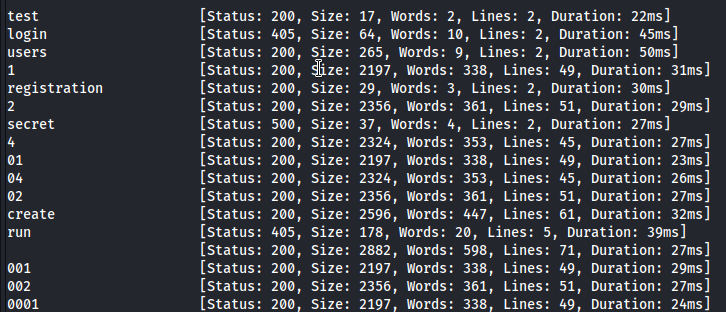 test [Status: 200, Size: 17, Words: 2, Lines: 2, Duration: 22ms]
login [Status: 405, Size: 64, Words: 10, Lines: 2, Duration: 45ms]
users [Status: 200, Size: 265, Words: 9, Lines: 2, Duration: 50ms]
1 [Status: 200, Size: 2197, Words: 338, Lines: 49, Duration: 31ms]
registration [Status: 200, Size: 29, Words: 3, Lines: 2, Duration: 30ms]
2 [Status: 200, Size: 2356, Words: 361, Lines: 51, Duration: 29ms]
secret [Status: 500, Size: 37, Words: 4, Lines: 2, Duration: 27ms]
4 [Status: 200, Size: 2324, Words: 353, Lines: 45, Duration: 27ms]
01 [Status: 200, Size: 2197, Words: 338, Lines: 49, Duration: 23ms]
04 [Status: 200, Size: 2324, Words: 353, Lines: 45, Duration: 26ms]
02 [Status: 200, Size: 2356, Words: 361, Lines: 51, Duration: 27ms]
create [Status: 200, Size: 2596, Words: 447, Lines: 61, Duration: 32ms]
run [Status: 405, Size: 178, Words: 20, Lines: 5, Duration: 39ms]
[Status: 200, Size: 2882, Words: 598, Lines: 71, Duration: 27ms]
001 [Status: 200, Size: 2197, Words: 338, Lines: 49, Duration: 29ms]
002 [Status: 200, Size: 2356, Words: 361, Lines: 51, Duration: 27ms]
0001 [Status: 200, Size: 2197, Words: 338, Lines: 49, Duration: 24ms]